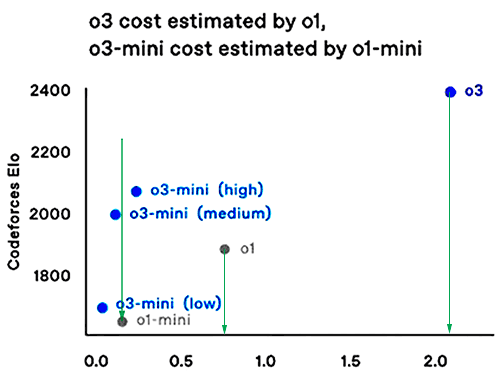 o3 cost estimated by o1,
o3-mini cost estimated by o1-mini
Codeforces Elo
2400
o3
2200
o3-mini (high)
o3-mini (medium)
2000
o1
1800
o3-mini (low)
o1-mini
0.0 0.5 1.0 1.5 2.0